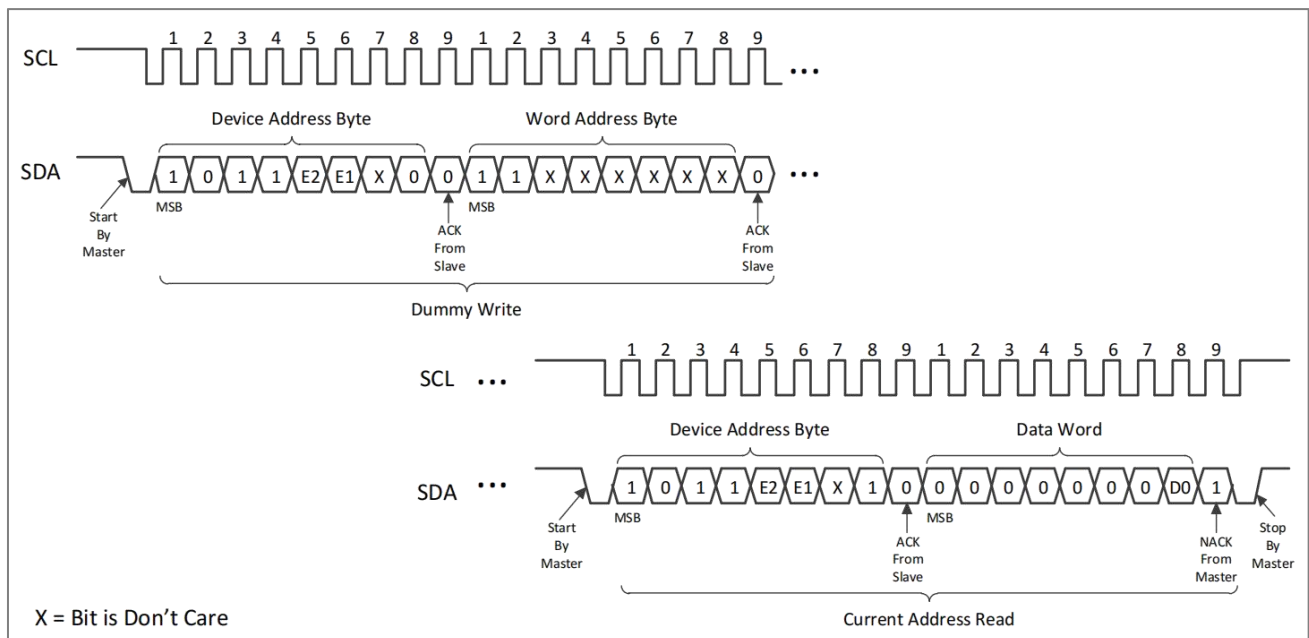 1 2 3 4 5 6 7 8 9 1 2 3 4 5 6 7 8 9
SCL ...
Device Address Byte Word Address Byte
SDA 1 0 1 1 E2 E1 X 0 0 1 1 X X X X X X 0 ...
MSB MSB
Start By Master
ACK From Slave
ACK From Slave
Dummy Write
1 2 3 4 5 6 7 8 9 1 2 3 4 5 6 7 8 9
SCL ...
Device Address Byte Data Word
SDA ... 1 0 1 1 E2 E1 X 1 0 0 0 0 0 0 0 0 D0 1
MSB MSB
Start By Master
ACK From Slave
NACK From Master
Stop By Master
Current Address Read
X = Bit is Don't Care